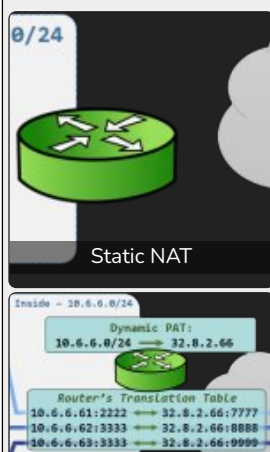 0/24
Static NAT
Inside – 10.6.6.0/24
Dynamic PAT:
10.6.6.0/24 ⟶ 32.8.2.66
Router's Translation Table
10.6.6.61:2222 ⟷ 32.8.2.66:7777
10.6.6.62:3333 ⟷ 32.8.2.66:8888
10.6.6.63:3333 ⟷ 32.8.2.66:9999